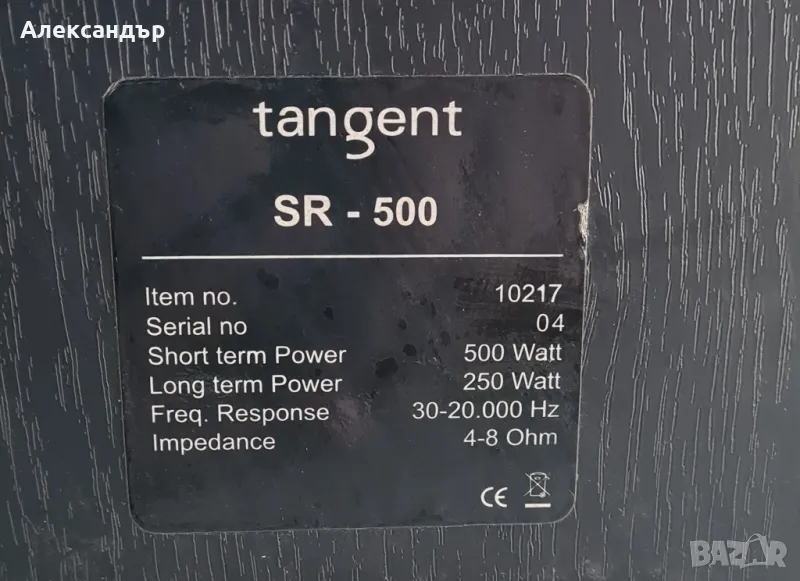 Александър
tangent
SR - 500
Item no. 10217
Serial no 04
Short term Power 500 Watt
Long term Power 250 Watt
Freq. Response 30-20.000 Hz
Impedance 4-8 Ohm
CE
BAZAR